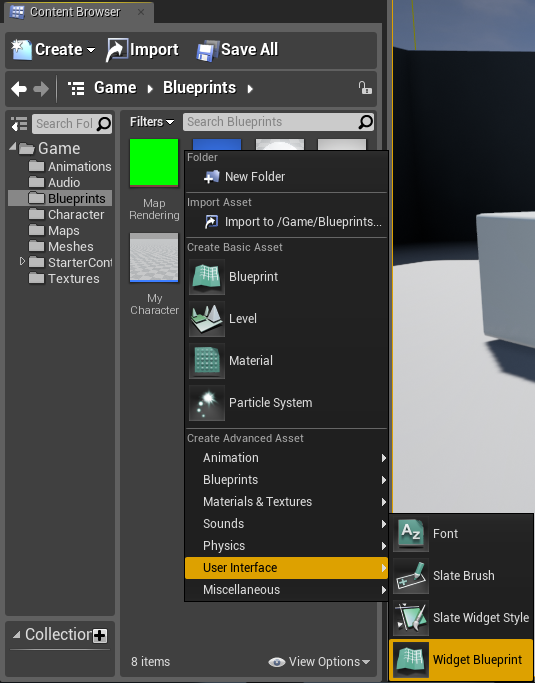 Content Browser
Create Import Save All
Game Blueprints
Search Fol
Filters Search Blueprints
Game
Animations
Audio
Blueprints
Character
Maps
Meshes
StarterCont
Textures
Map
Rendering
My
Character
Folder
New Folder
Import Asset
Import to /Game/Blueprints...
Create Basic Asset
Blueprint
Level
Material
Particle System
Create Advanced Asset
Animation
Blueprints
Materials & Textures
Sounds
Physics
User Interface
Miscellaneous
Font
Slate Brush
Slate Widget Style
Widget Blueprint
Collection
8 items
View Options